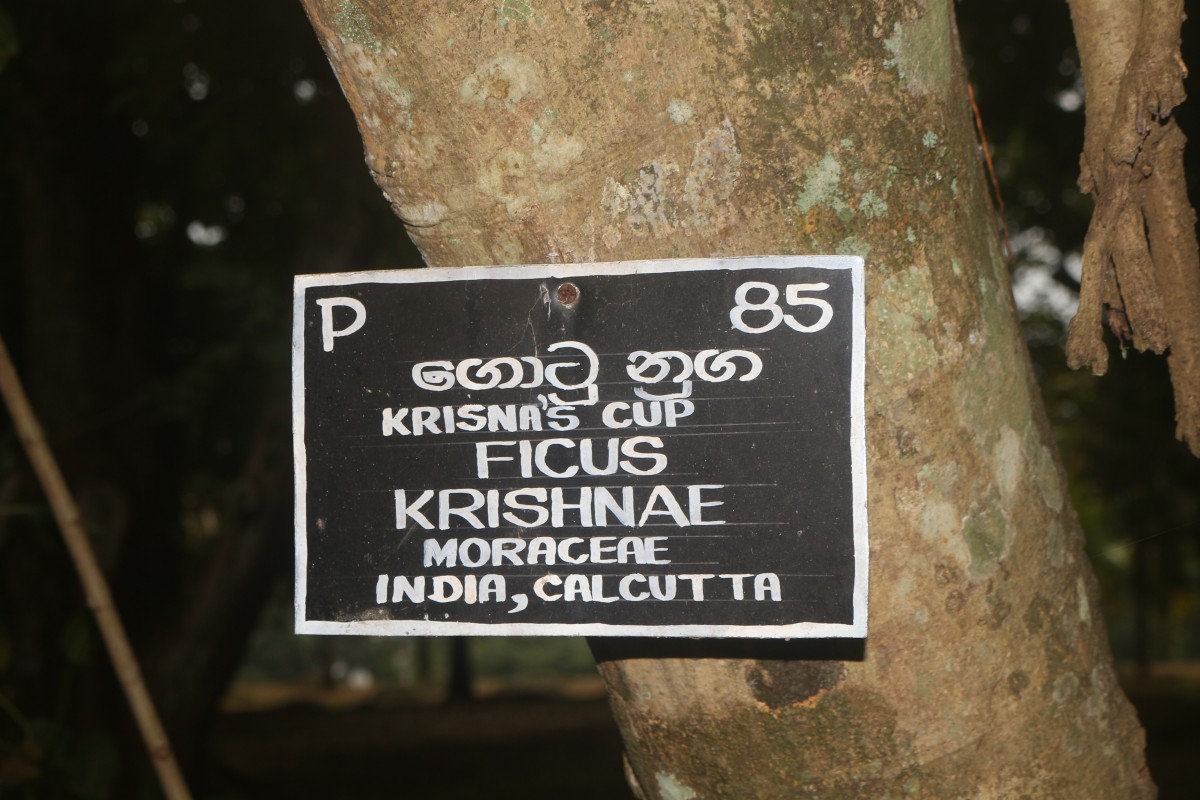 P 85
ගොටු නුග
KRISNA'S CUP
FICUS
KRISHNAE
MORACEAE
INDIA, CALCUTTA